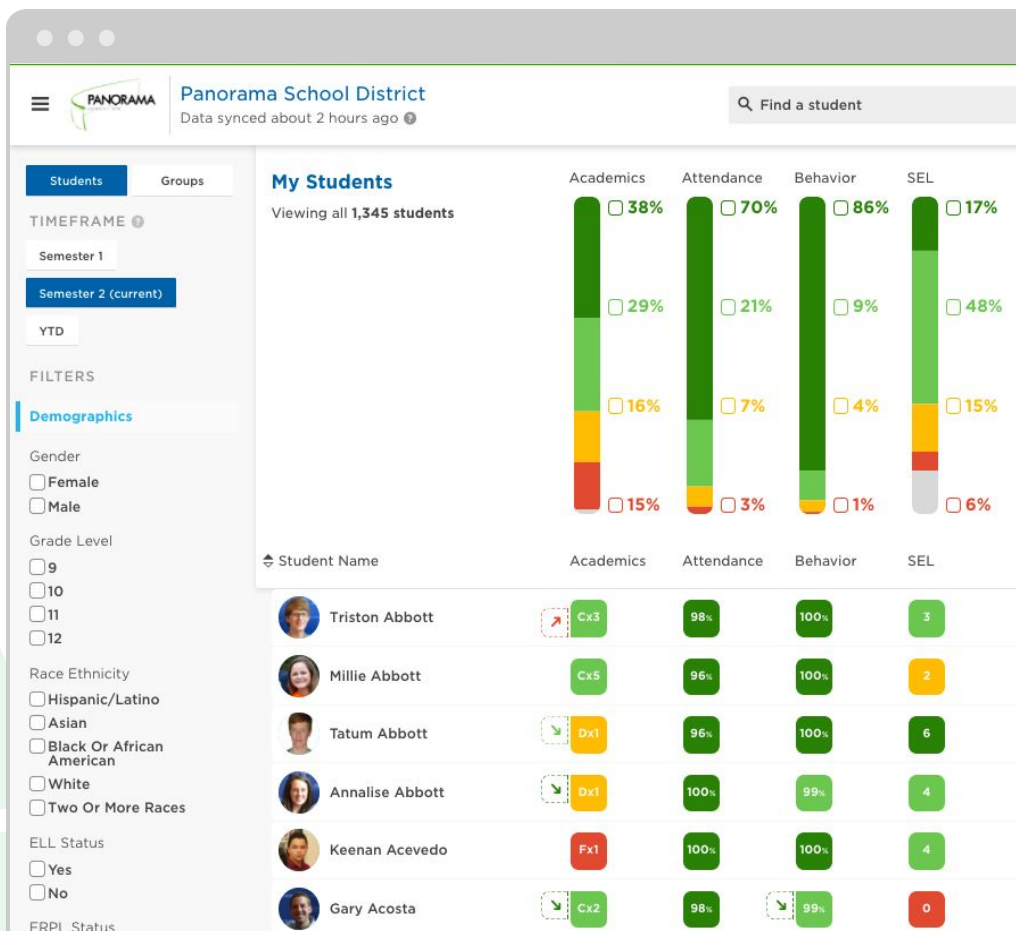 PANORAMA
Panorama School District
Data synced about 2 hours ago ?
Find a student
Students Groups
TIMEFRAME ?
Semester 1
Semester 2 (current)
YTD
FILTERS
Demographics
Gender
Female
Male
Grade Level
9
10
11
12
Race Ethnicity
Hispanic/Latino
Asian
Black Or African
American
White
Two Or More Races
ELL Status
Yes
No
FRPL Status
My Students
Viewing all 1,345 students
Academics Attendance Behavior SEL
38% 70% 86% 17%
29% 21% 9% 48%
16% 7% 4% 15%
15% 3% 1% 6%
Student Name Academics Attendance Behavior SEL
Triston Abbott Cx3 98% 100% 3
Millie Abbott Cx5 96% 100% 2
Tatum Abbott Dx1 96% 100% 6
Annalise Abbott Dx1 100% 99% 4
Keenan Acevedo Fx1 100% 100% 4
Gary Acosta Cx2 98% 99% 0